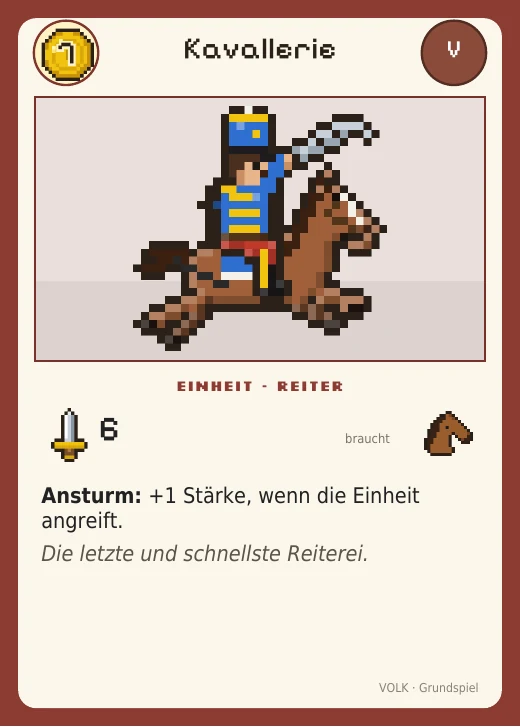 7
Kavallerie
V
EINHEIT - REITER
6
braucht
Ansturm: +1 Stärke, wenn die Einheit
angreift.
Die letzte und schnellste Reiterei.
VOLK · Grundspiel